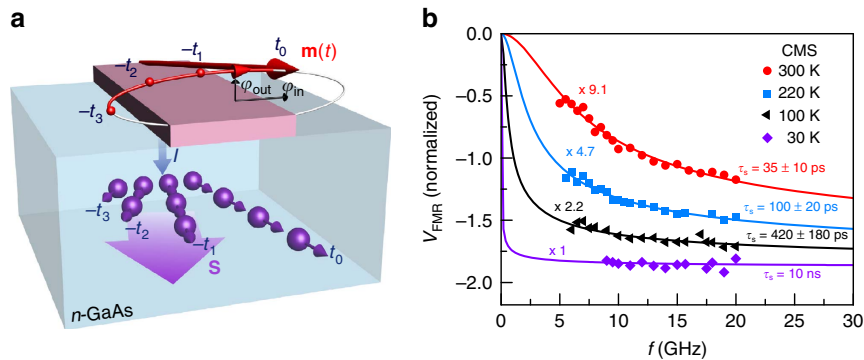 a
−t₃
−t₂
−t₁
t₀
m(t)
φout
φin
I
−t₃
−t₂
−t₁
t₀
S
n-GaAs
b
V_FMR (normalized)
0.0
−0.5
−1.0
−1.5
−2.0
CMS
300 K
220 K
100 K
30 K
x 9.1
τs = 35 ± 10 ps
x 4.7
τs = 100 ± 20 ps
x 2.2
τs = 420 ± 180 ps
x 1
τs = 10 ns
0 5 10 15 20 25 30
f (GHz)